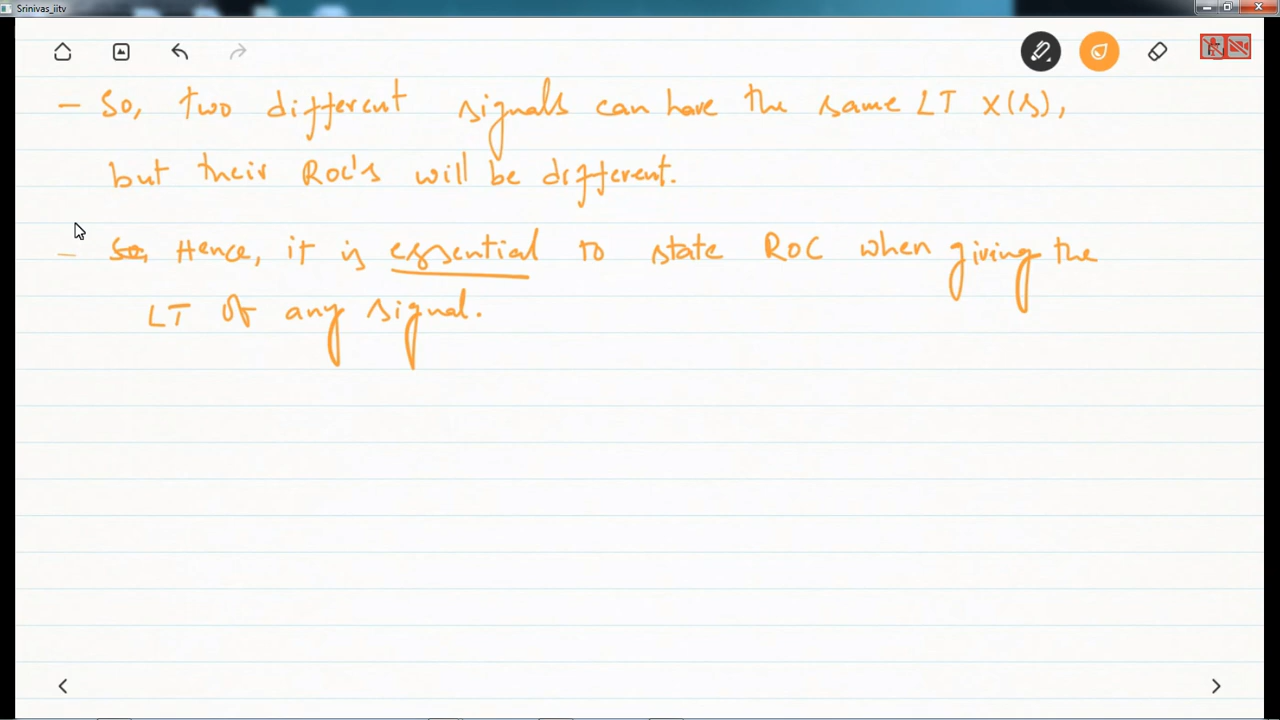 Srinivas_iitv
- So, two different signals can have the same LT X(s),
but their ROC's will be different.
- So, Hence, it is essential to state ROC when giving the
LT of any signal.